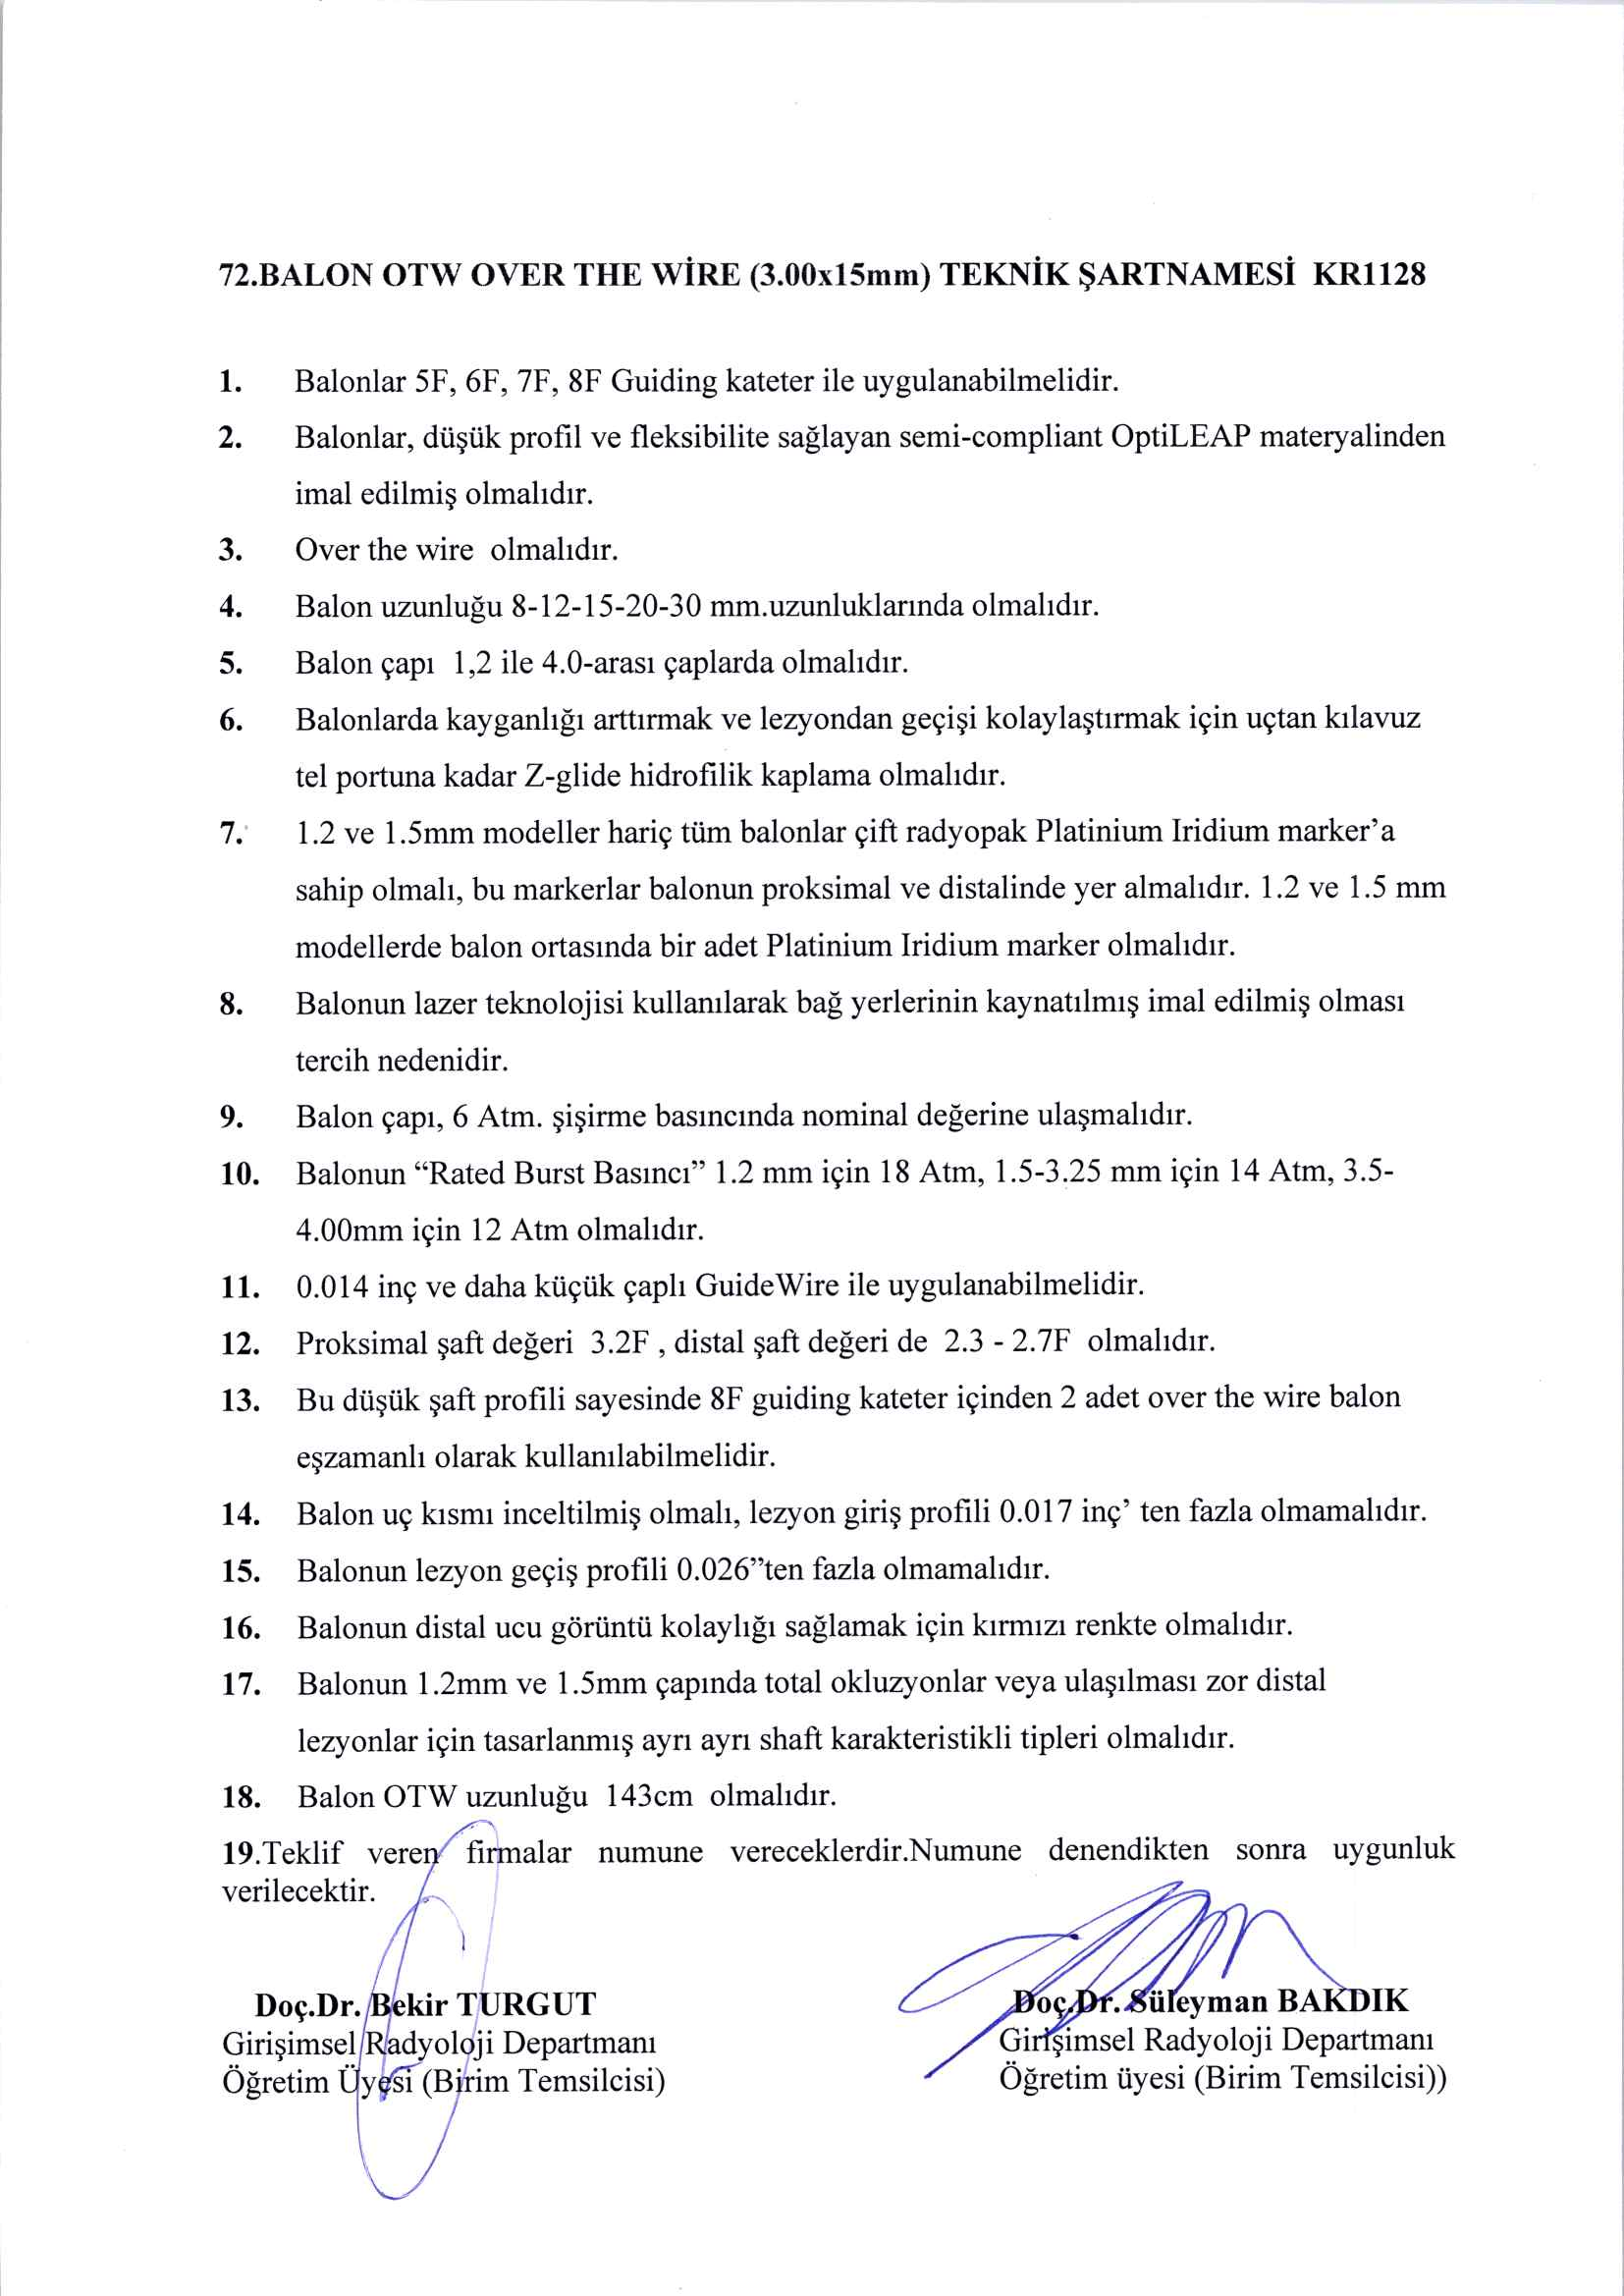 72.BALON OTW OVER THE WİRE (3.00x15mm) TEKNİK ŞARTNAMESİ KR1128
1. Balonlar 5F, 6F, 7F, 8F Guiding kateter ile uygulanabilmelidir.
2. Balonlar, düşük profil ve fleksibilite sağlayan semi-compliant OptiLEAP materyalinden
imal edilmiş olmalıdır.
3. Over the wire olmalıdır.
4. Balon uzunluğu 8-12-15-20-30 mm.uzunluklarında olmalıdır.
5. Balon çapı 1,2 ile 4.0-arası çaplarda olmalıdır.
6. Balonlarda kayganlığı arttırmak ve lezyondan geçişi kolaylaştırmak için uçtan kılavuz
tel portuna kadar Z-glide hidrofilik kaplama olmalıdır.
7. 1.2 ve 1.5mm modeller hariç tüm balonlar çift radyopak Platinium Iridium marker’a
sahip olmalı, bu markerlar balonun proksimal ve distalinde yer almalıdır. 1.2 ve 1.5 mm
modellerde balon ortasında bir adet Platinium Iridium marker olmalıdır.
8. Balonun lazer teknolojisi kullanılarak bağ yerlerinin kaynatılmış imal edilmiş olması
tercih nedenidir.
9. Balon çapı, 6 Atm. şişirme basıncında nominal değerine ulaşmalıdır.
10. Balonun “Rated Burst Basıncı” 1.2 mm için 18 Atm, 1.5-3.25 mm için 14 Atm, 3.5-
4.00mm için 12 Atm olmalıdır.
11. 0.014 inç ve daha küçük çaplı GuideWire ile uygulanabilmelidir.
12. Proksimal şaft değeri 3.2F , distal şaft değeri de 2.3 - 2.7F olmalıdır.
13. Bu düşük şaft profili sayesinde 8F guiding kateter içinden 2 adet over the wire balon
eşzamanlı olarak kullanılabilmelidir.
14. Balon uç kısmı inceltilmiş olmalı, lezyon giriş profili 0.017 inç’ ten fazla olmamalıdır.
15. Balonun lezyon geçiş profili 0.026”ten fazla olmamalıdır.
16. Balonun distal ucu görüntü kolaylığı sağlamak için kırmızı renkte olmalıdır.
17. Balonun 1.2mm ve 1.5mm çapında total okluzyonlar veya ulaşılması zor distal
lezyonlar için tasarlanmış ayrı ayrı shaft karakteristikli tipleri olmalıdır.
18. Balon OTW uzunluğu 143cm olmalıdır.
19.Teklif veren firmalar numune vereceklerdir.Numune denendikten sonra uygunluk
verilecektir.
Doç.Dr. Bekir TURGUT
Girişimsel Radyoloji Departmanı
Öğretim Üyesi (Birim Temsilcisi)
Doç.Dr. Süleyman BAKDIK
Girişimsel Radyoloji Departmanı
Öğretim üyesi (Birim Temsilcisi))